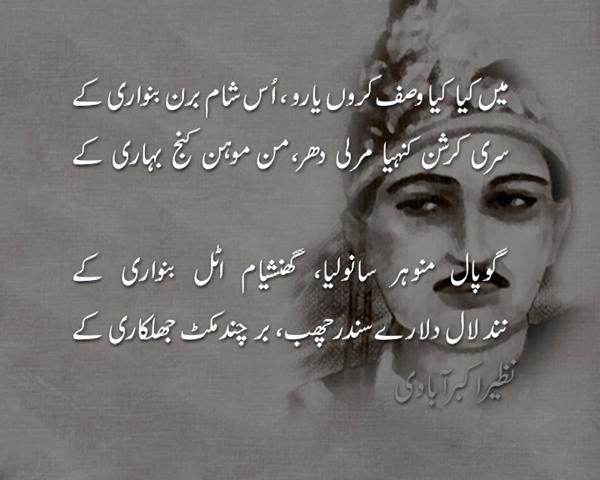 میں کیا کیا وصف کروں یارو، اُس شام برن بنواری کے
سری کرشن کنہیا مرلی دھر، من موہن کنج بہاری کے
گوپال منوہر سانولیا، گھنشیام اٹل بنواری کے
نند لال دلارے سندر چھب، بر چند مکٹ جھلکاری کے
نظیر اکبر آبادی